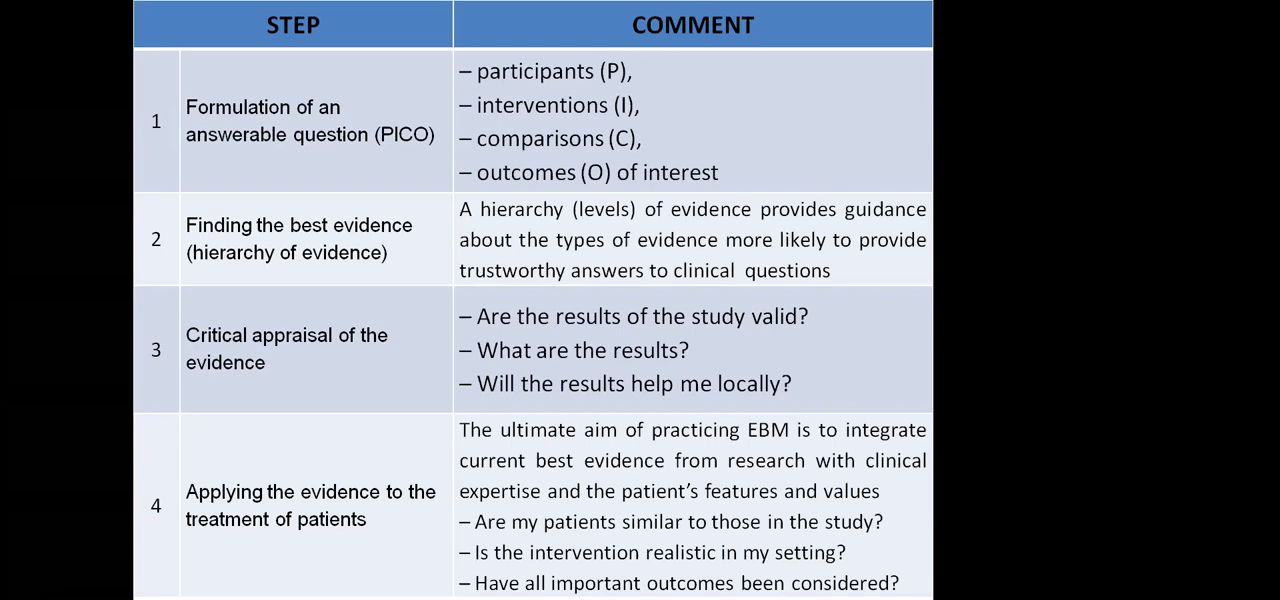 STEP
COMMENT
1
Formulation of an
answerable question (PICO)
– participants (P),
– interventions (I),
– comparisons (C),
– outcomes (O) of interest
2
Finding the best evidence
(hierarchy of evidence)
A hierarchy (levels) of evidence provides guidance
about the types of evidence more likely to provide
trustworthy answers to clinical questions
3
Critical appraisal of the
evidence
– Are the results of the study valid?
– What are the results?
– Will the results help me locally?
4
Applying the evidence to the
treatment of patients
The ultimate aim of practicing EBM is to integrate
current best evidence from research with clinical
expertise and the patient’s features and values
– Are my patients similar to those in the study?
– Is the intervention realistic in my setting?
– Have all important outcomes been considered?